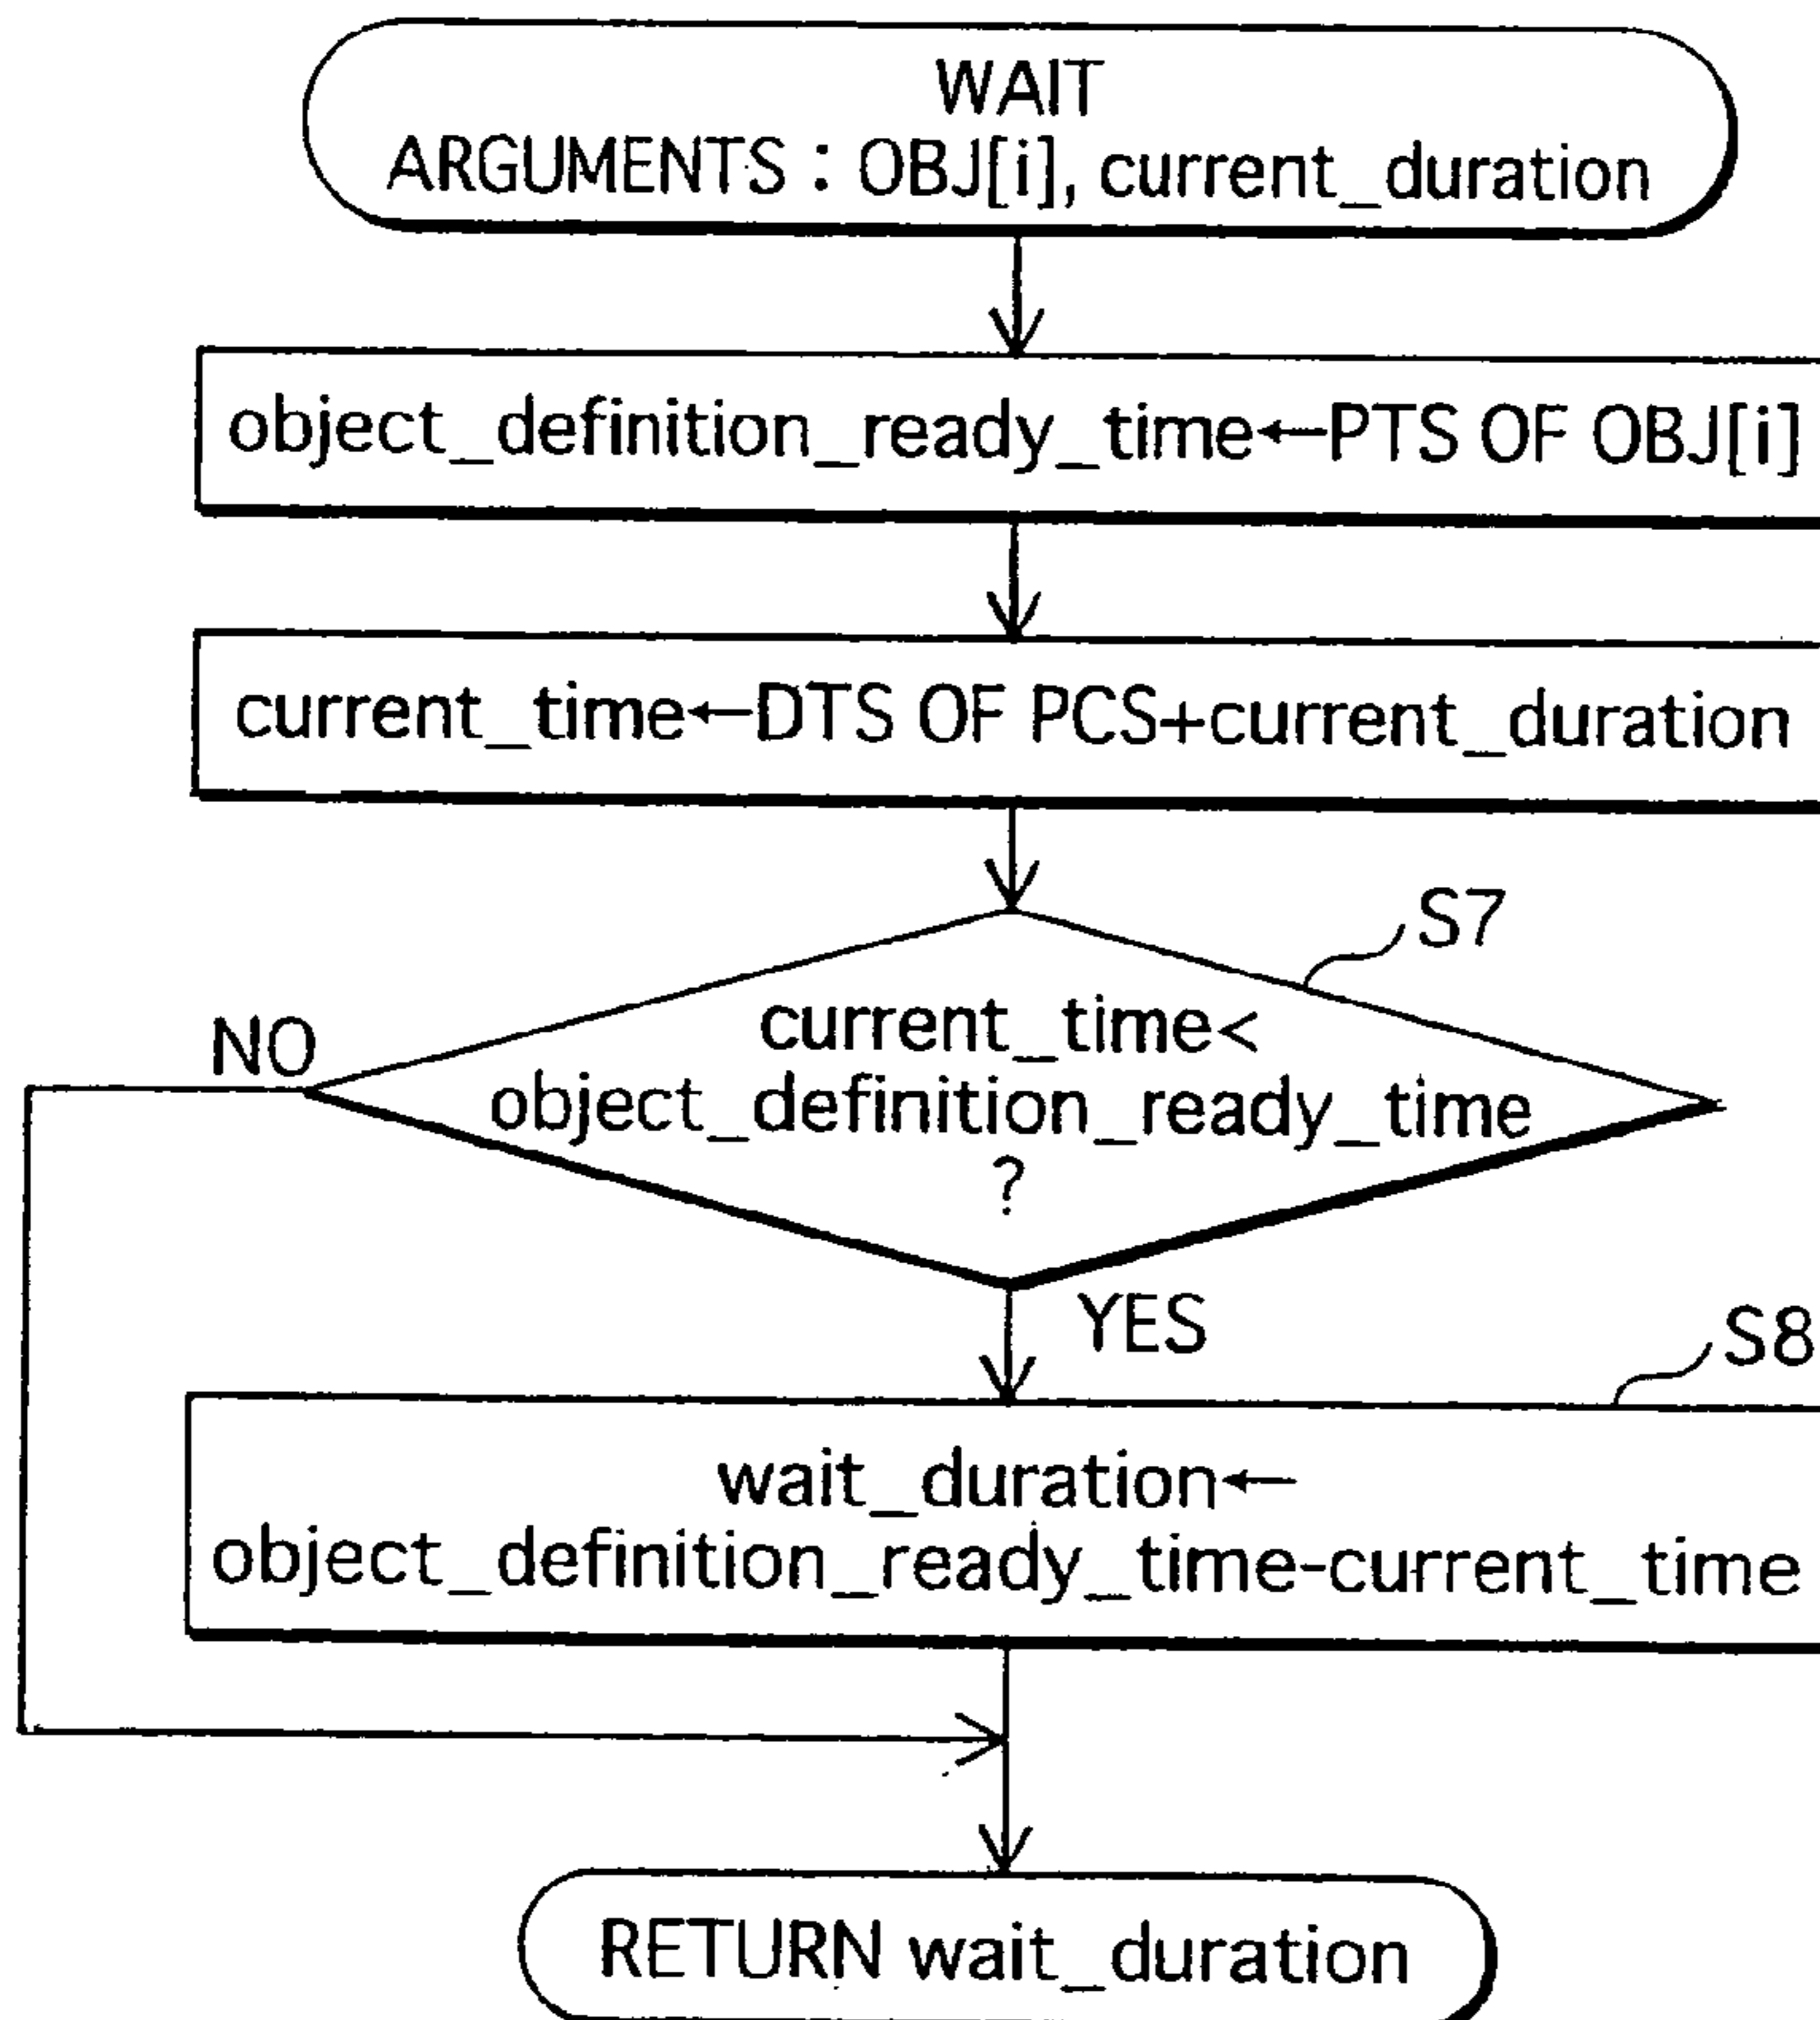 WAIT
ARGUMENTS : OBJ[i], current_duration
object_definition_ready_time←PTS OF OBJ[i]
current_time←DTS OF PCS+current_duration
S7
current_time<
NO
object_definition_ready_time
?
YES
S8
wait_duration←
object_definition_ready_time-current_time
RETURN wait_duration